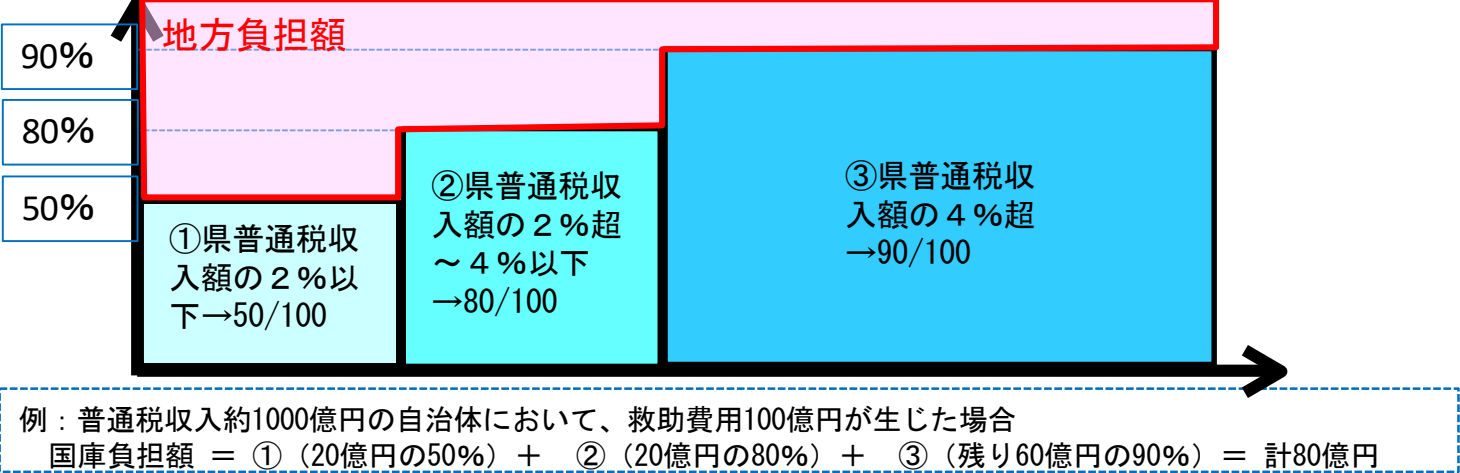 地方負担額
90%
80%
50%
①県普通税収
入額の２%以
下→50/100
②県普通税収
入額の２%超
～４%以下
→80/100
③県普通税収
入額の４%超
→90/100
例：普通税収入約1000億円の自治体において、救助費用100億円が生じた場合
国庫負担額 ＝ ①（20億円の50%）＋ ②（20億円の80%）＋ ③（残り60億円の90%）＝ 計80億円